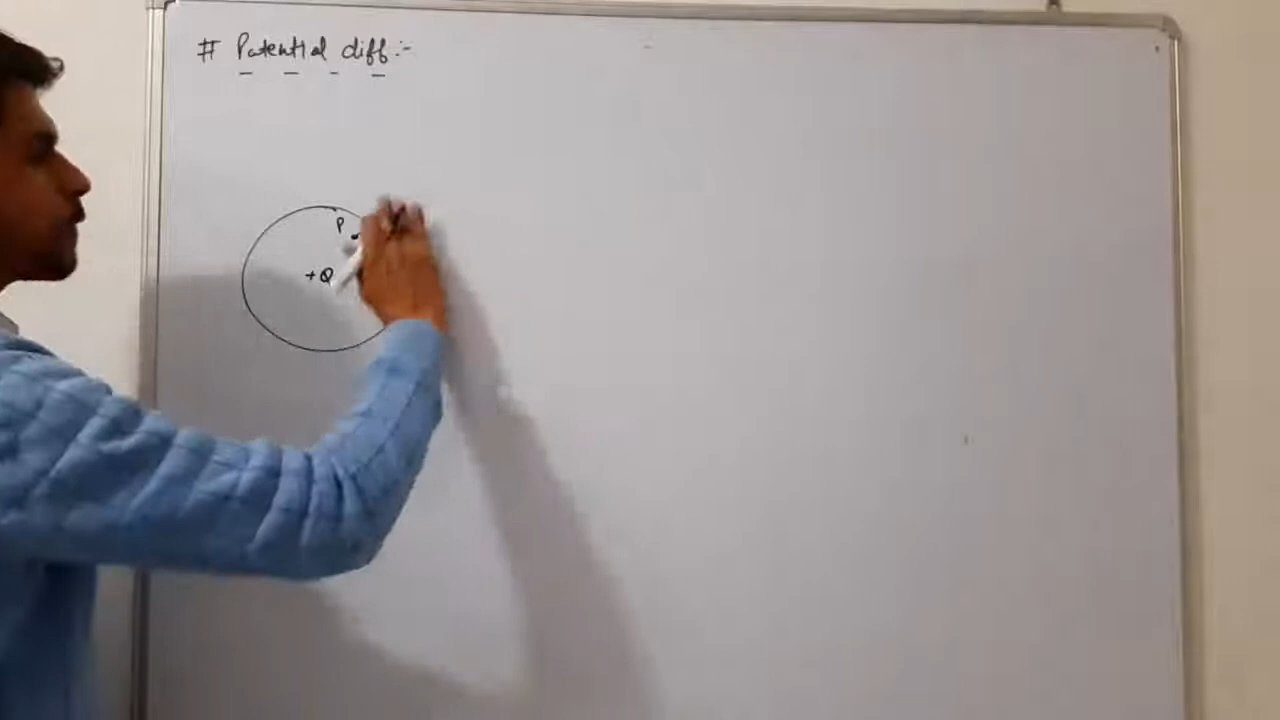 # Potential diff:-
P
+Q